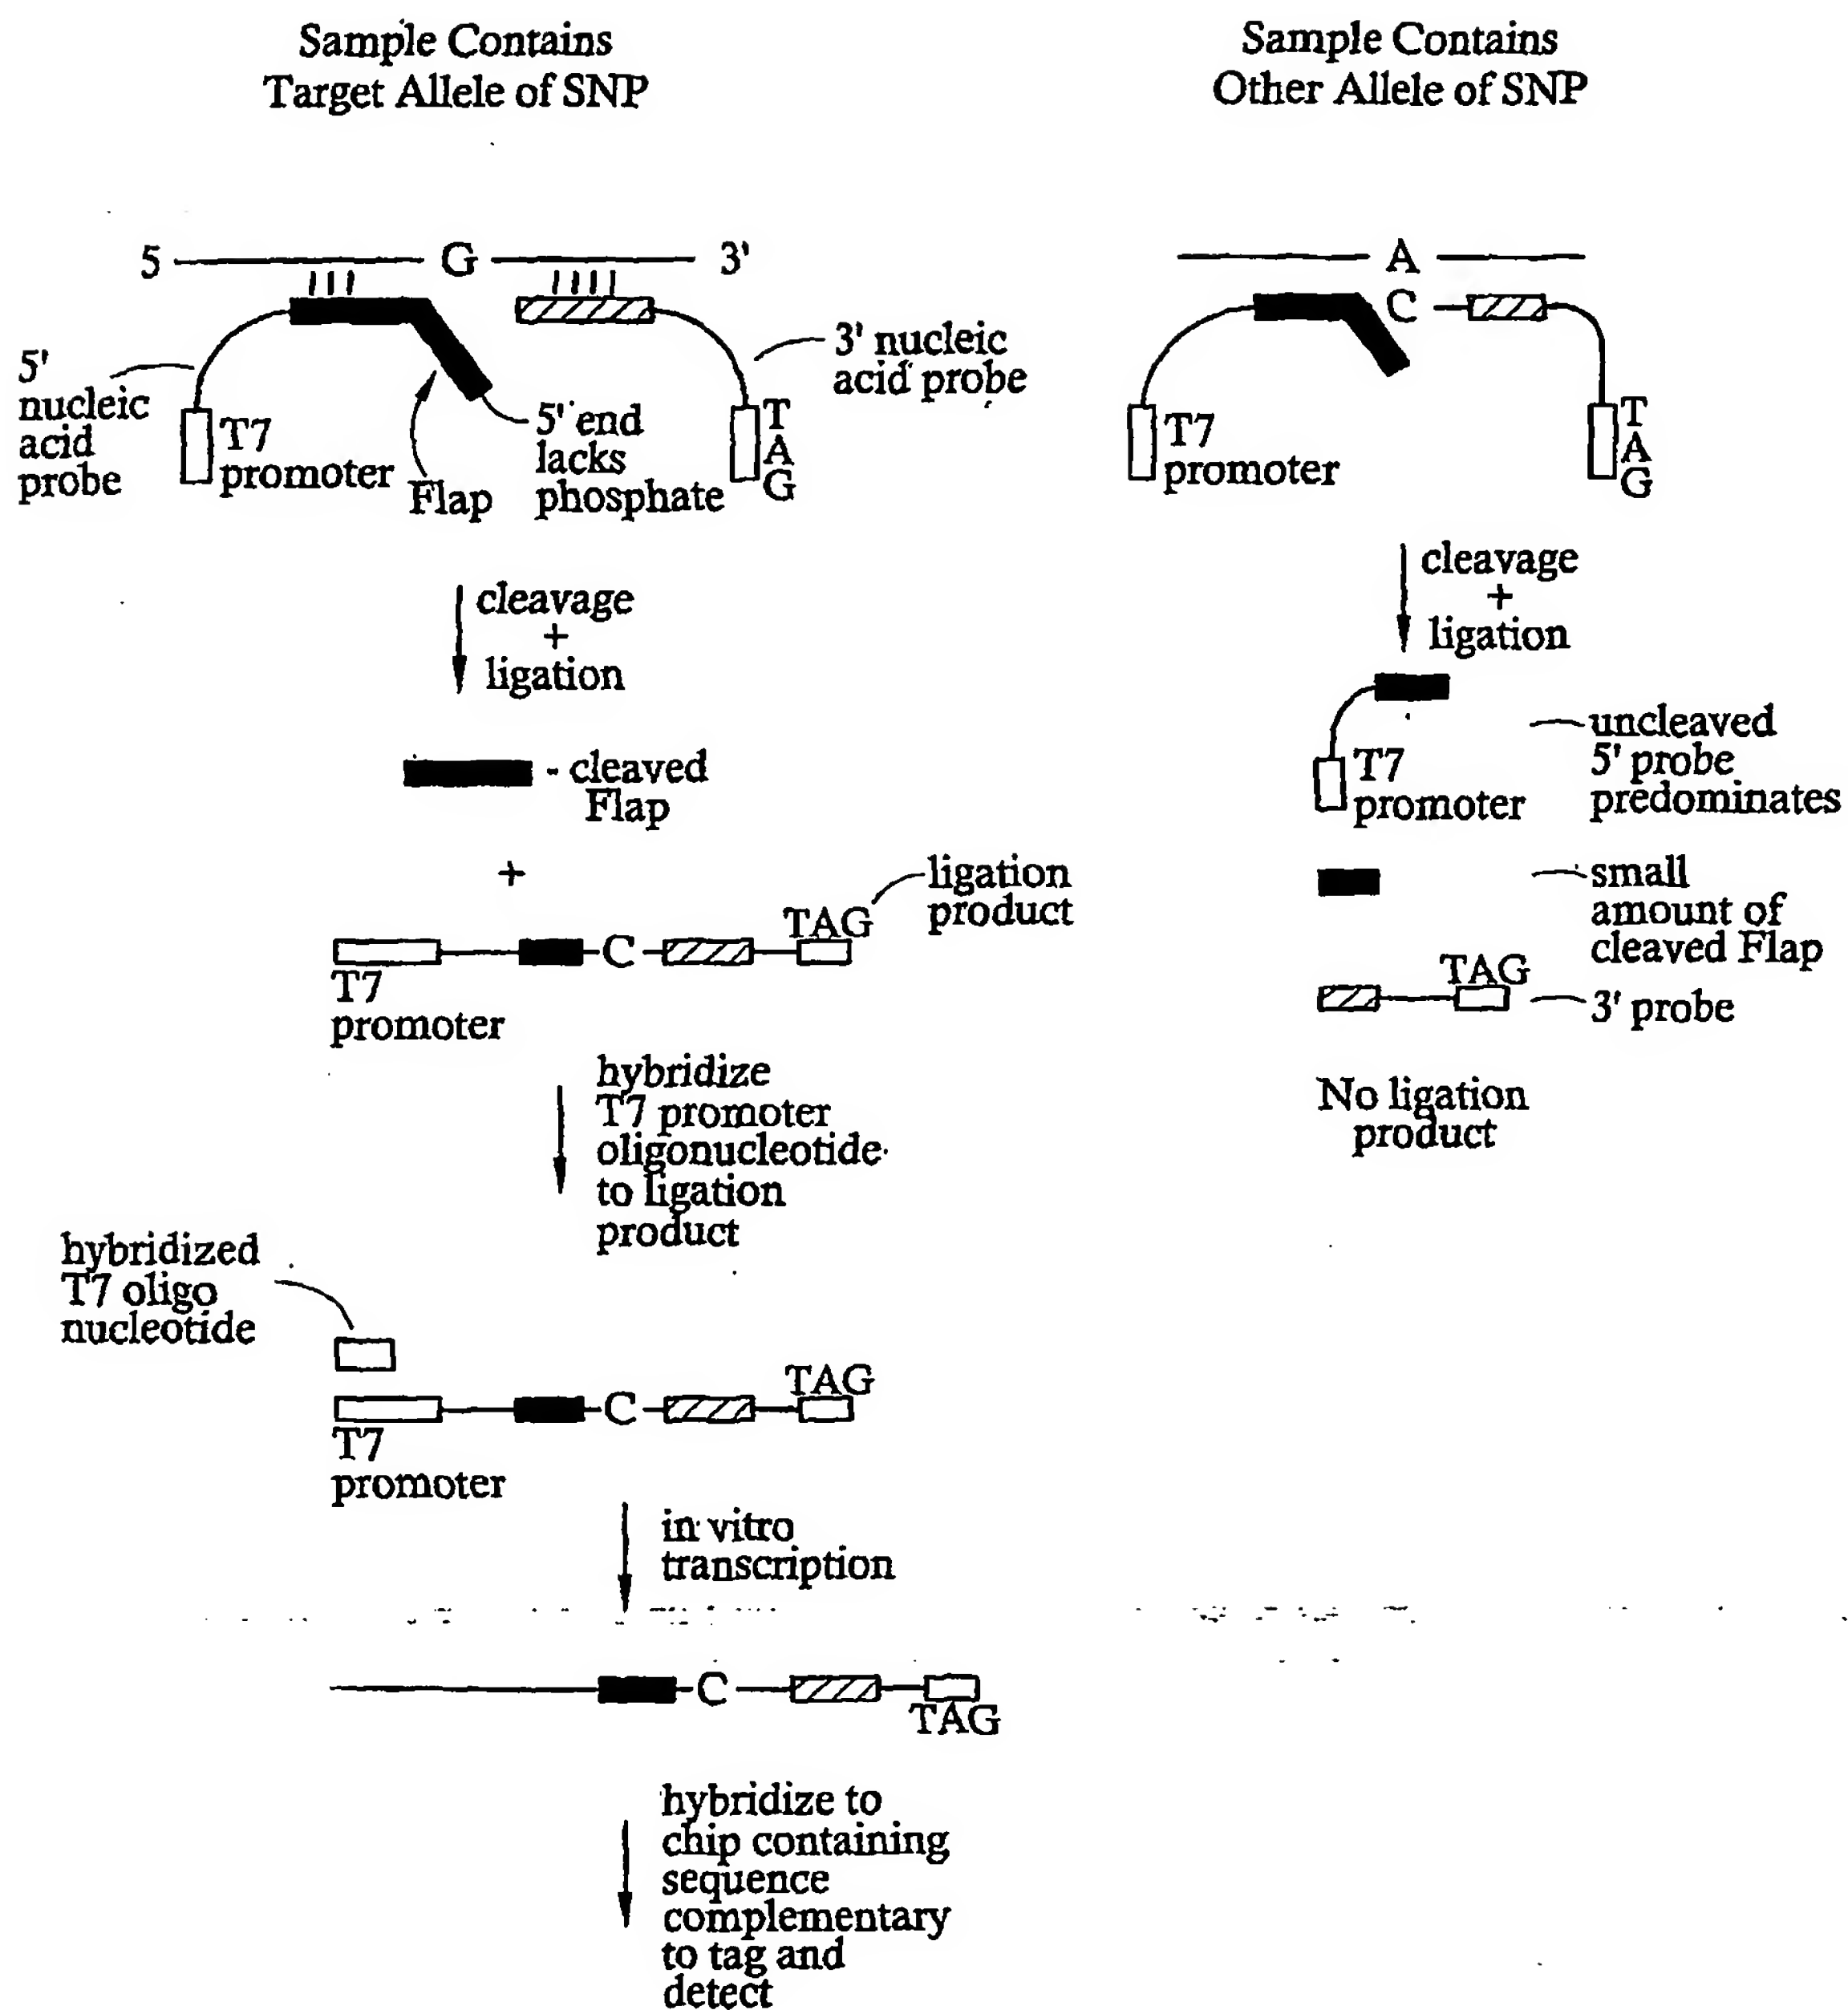 Sample Contains
Target Allele of SNP
5
G
3'
5'
nucleic
acid
probe
T7
promoter
Flap
5' end
lacks
phosphate
T
A
G
3' nucleic
acid probe
cleavage
+
ligation
- cleaved
Flap
+
ligation
product
TAG
C
T7
promoter
hybridize
T7 promoter
oligonucleotide
to ligation
product
hybridized
T7 oligo
nucleotide
TAG
C
T7
promoter
in vitro
transcription
C
TAG
hybridize to
chip containing
sequence
complementary
to tag and
detect
Sample Contains
Other Allele of SNP
A
C
T7
promoter
T
A
G
cleavage
+
ligation
T7
promoter
uncleaved
5' probe
predominates
small
amount of
cleaved Flap
TAG
3' probe
No ligation
product